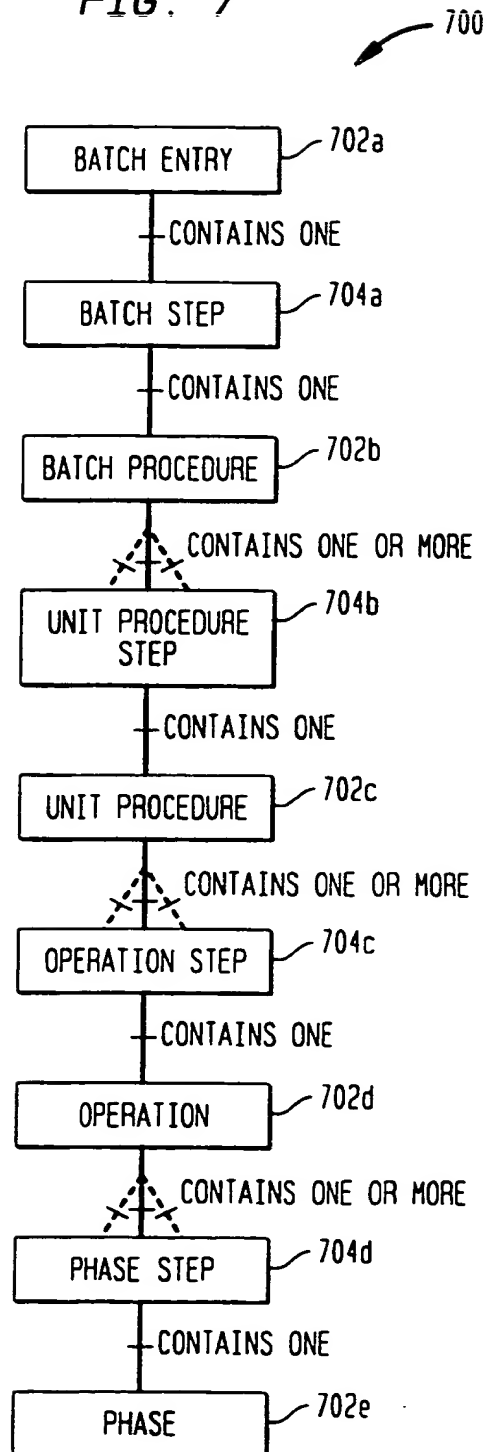 FIG. 7
700
BATCH ENTRY
702a
CONTAINS ONE
BATCH STEP
704a
CONTAINS ONE
BATCH PROCEDURE
702b
CONTAINS ONE OR MORE
UNIT PROCEDURE
STEP
704b
CONTAINS ONE
UNIT PROCEDURE
702c
CONTAINS ONE OR MORE
OPERATION STEP
704c
CONTAINS ONE
OPERATION
702d
CONTAINS ONE OR MORE
PHASE STEP
704d
CONTAINS ONE
PHASE
702e